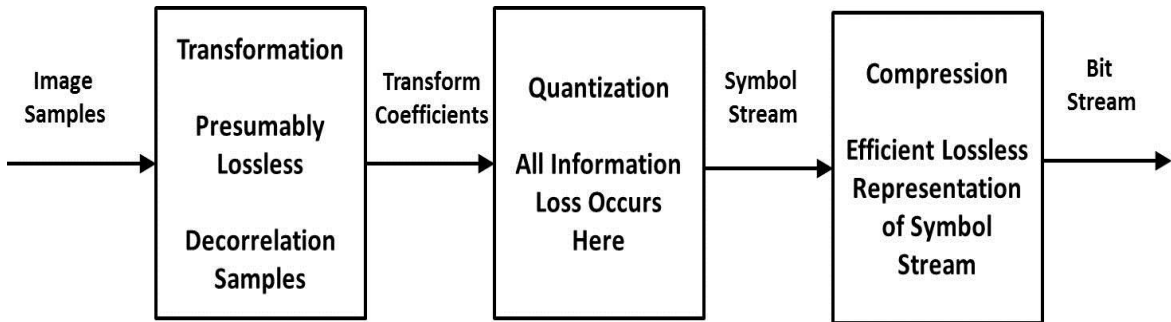 Image
Samples
Transformation
Presumably
Lossless
Decorrelation
Samples
Transform
Coefficients
Quantization
All Information
Loss Occurs
Here
Symbol
Stream
Compression
Efficient Lossless
Representation
of Symbol
Stream
Bit
Stream